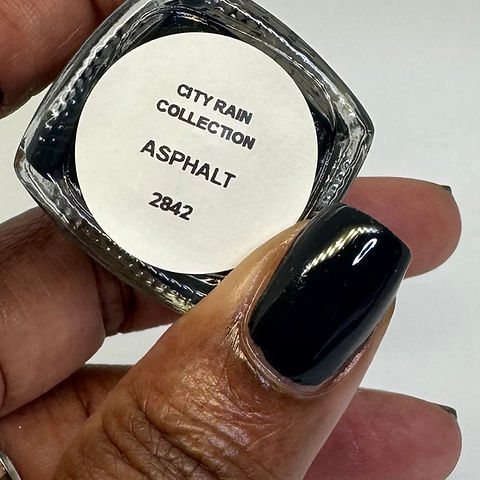 CITY RAIN
COLLECTION
ASPHALT
2842